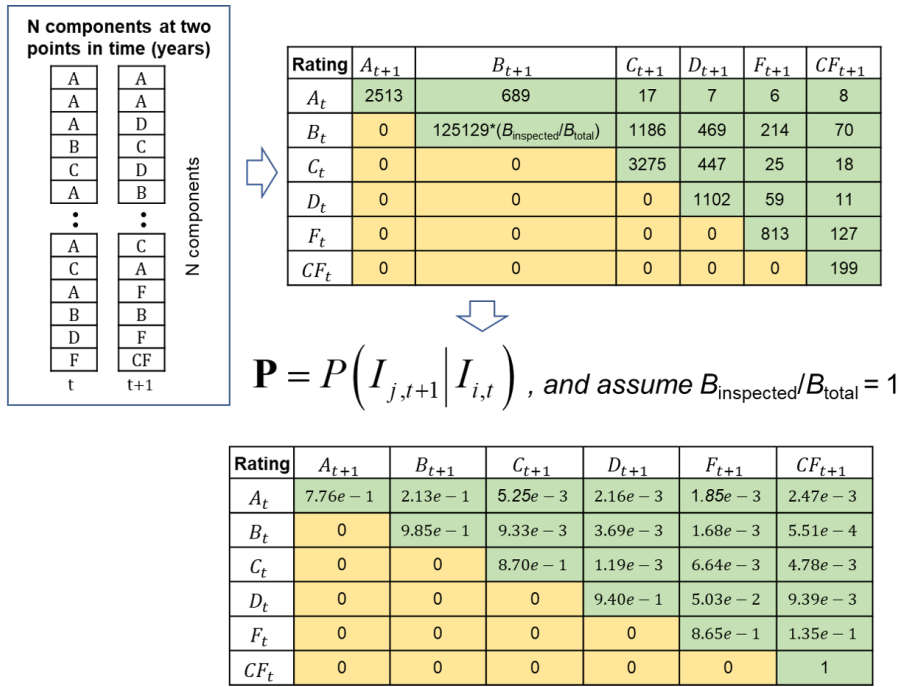 N components at two
points in time (years)
A A
A A
A D
B C
C D
A B
A C
C A
A F
B B
D F
F CF
t t+1
N components
Rating A_{t+1} B_{t+1} C_{t+1} D_{t+1} F_{t+1} CF_{t+1}
A_t 2513 689 17 7 6 8
B_t 0 125129*(B_{inspected}/B_{total}) 1186 469 214 70
C_t 0 0 3275 447 25 18
D_t 0 0 0 1102 59 11
F_t 0 0 0 0 813 127
CF_t 0 0 0 0 0 199
P = P(I_{j,t+1}|I_{i,t}) , and assume B_{inspected}/B_{total} = 1
Rating A_{t+1} B_{t+1} C_{t+1} D_{t+1} F_{t+1} CF_{t+1}
A_t 7.76e − 1 2.13e − 1 5.25e − 3 2.16e − 3 1.85e − 3 2.47e − 3
B_t 0 9.85e − 1 9.33e − 3 3.69e − 3 1.68e − 3 5.51e − 4
C_t 0 0 8.70e − 1 1.19e − 3 6.64e − 3 4.78e − 3
D_t 0 0 0 9.40e − 1 5.03e − 2 9.39e − 3
F_t 0 0 0 0 8.65e − 1 1.35e − 1
CF_t 0 0 0 0 0 1